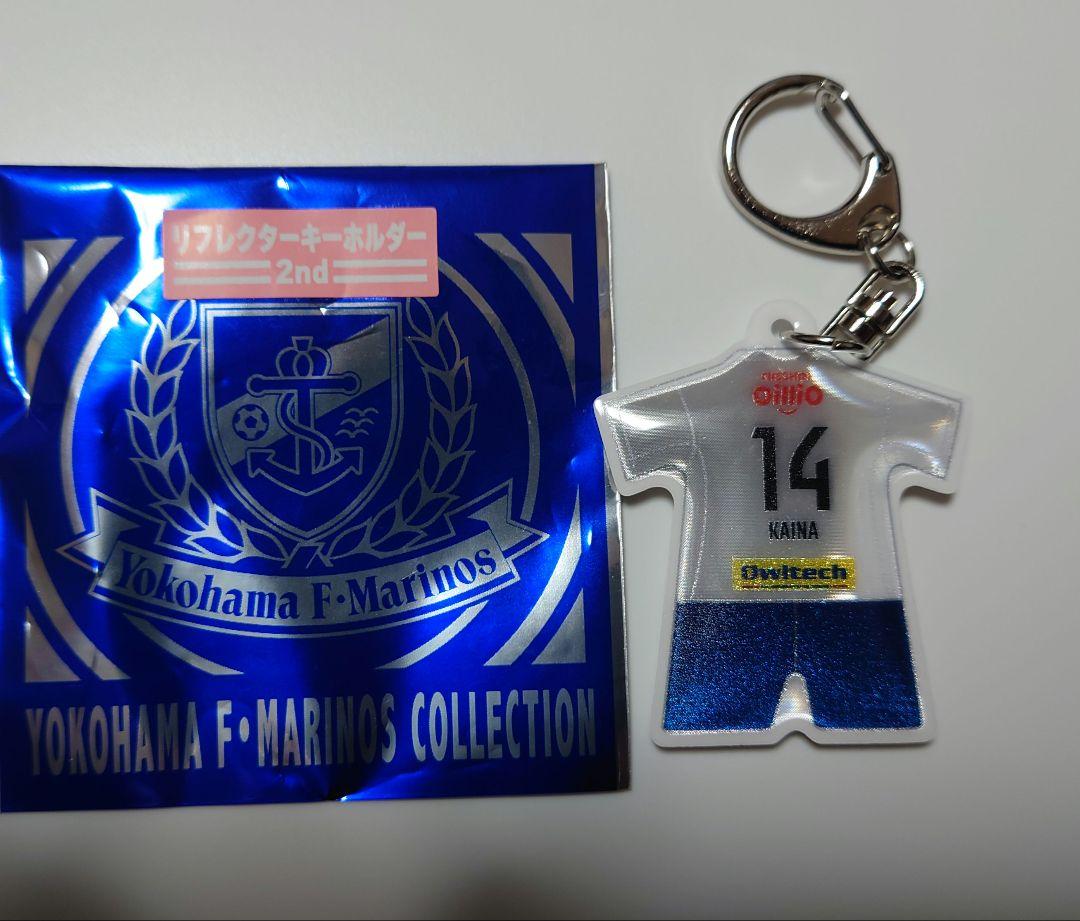 リフレクターキーホルダー
2nd
Yokohama F・Marinos
YOKOHAMA F・MARINOS COLLECTION
NISSHIN
OilliO
14
KAINA
Owltech